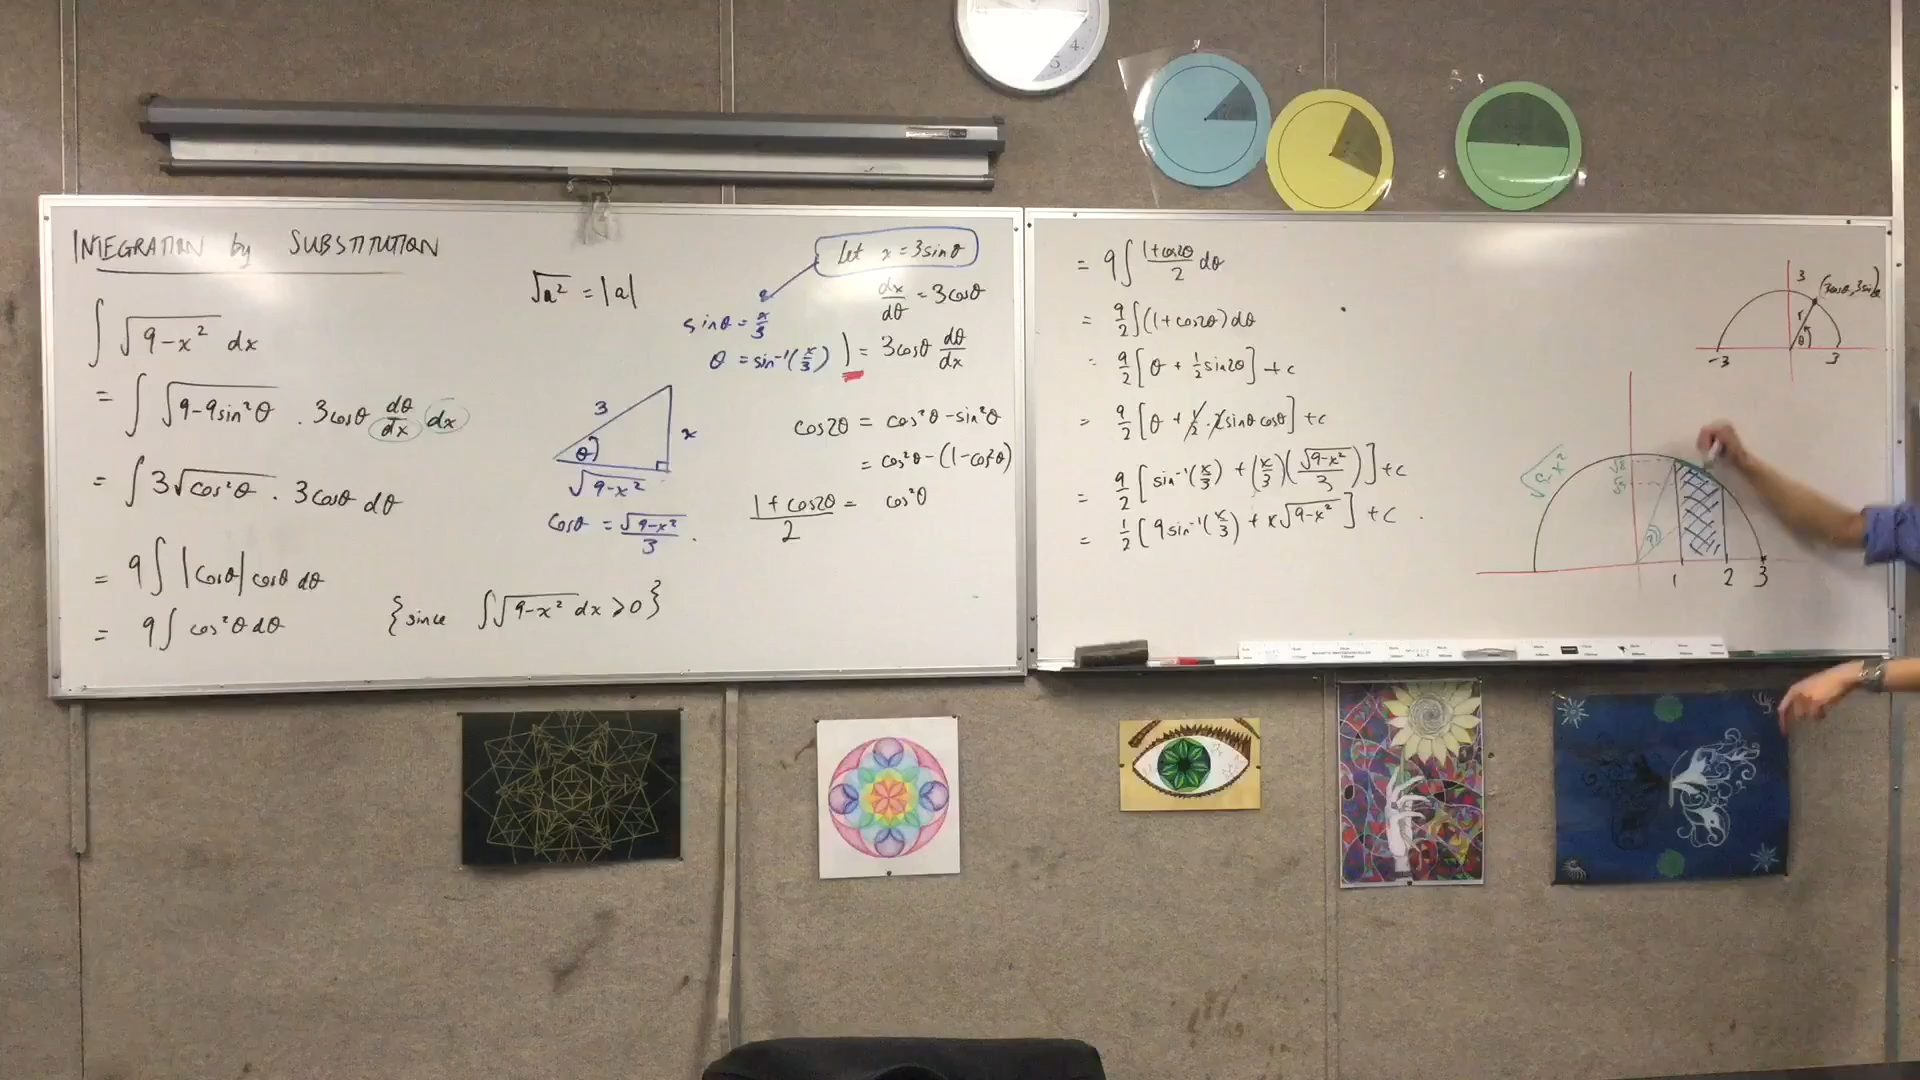 INTEGRATION by SUBSTITUTION
∫ √(9-x²) dx
= ∫ √(9-9sin²θ) . 3cosθ dθ/dx dx
= ∫ 3√(cos²θ) . 3cosθ dθ
= 9∫ |cosθ| cosθ dθ
= 9∫ cos²θ dθ
{since ∫√(9-x²) dx > 0}
√a² = |a|
Let x = 3sinθ
dx/dθ = 3cosθ
= 3cosθ dθ/dx
sinθ = x/3
θ = sin⁻¹(x/3)
3
x
θ
√(9-x²)
cosθ = √(9-x²)/3 .
cos2θ = cos²θ - sin²θ
= cos²θ - (1-cos²θ)
(1 + cos2θ)/2 = cos²θ
= 9∫ (1+cos2θ)/2 dθ
= 9/2 ∫(1+cos2θ)dθ
= 9/2 [θ + ½sin2θ] + c
= 9/2 [θ + ½ . 2sinθ cosθ] + c
= 9/2 [sin⁻¹(x/3) + (x/3)(√(9-x²)/3)] + c
= 1/2 [9sin⁻¹(x/3) + x√(9-x²)] + c .
3
(3cosθ, 3sinθ)
r
θ
-3
3
√8
√5
1
2
3